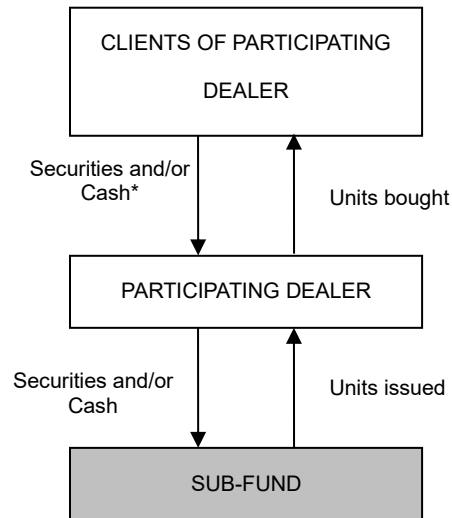 CLIENTS OF PARTICIPATING
DEALER
Securities and/or
Cash*
Units bought
PARTICIPATING DEALER
Securities and/or
Cash
Units issued
SUB-FUND